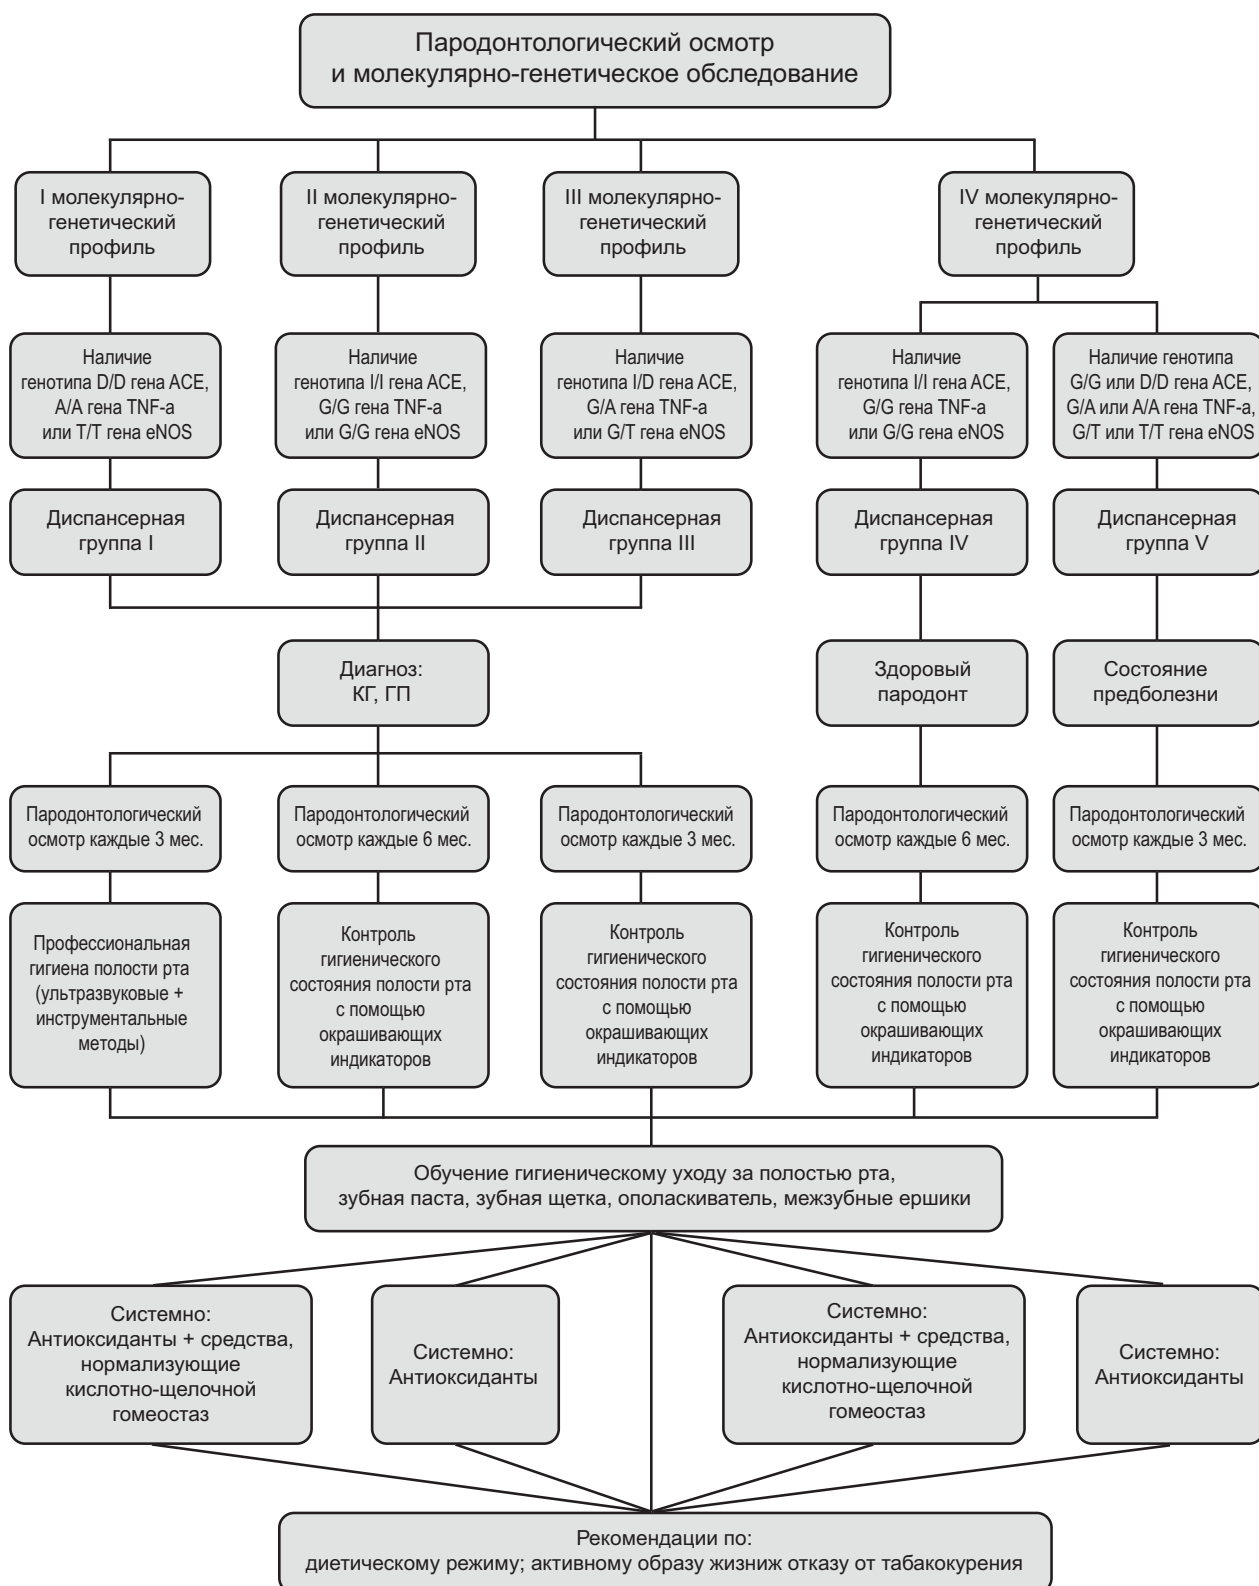 Пародонтологический осмотр
и молекулярно-генетическое обследование
I молекулярно-
генетический
профиль
II молекулярно-
генетический
профиль
III молекулярно-
генетический
профиль
IV молекулярно-
генетический
профиль
Наличие
генотипа D/D гена ACE,
A/A гена TNF-a
или T/T гена eNOS
Наличие
генотипа I/I гена ACE,
G/G гена TNF-a
или G/G гена eNOS
Наличие
генотипа I/D гена ACE,
G/A гена TNF-a
или G/T гена eNOS
Наличие
генотипа I/I гена ACE,
G/G гена TNF-a
или G/G гена eNOS
Наличие генотипа
G/G или D/D гена ACE,
G/A или A/A гена TNF-a,
G/T или T/T гена eNOS
Диспансерная
группа I
Диспансерная
группа II
Диспансерная
группа III
Диспансерная
группа IV
Диспансерная
группа V
Диагноз:
КГ, ГП
Здоровый
пародонт
Состояние
предболезни
Пародонтологический
осмотр каждые 3 мес.
Пародонтологический
осмотр каждые 6 мес.
Пародонтологический
осмотр каждые 3 мес.
Пародонтологический
осмотр каждые 6 мес.
Пародонтологический
осмотр каждые 3 мес.
Профессиональная
гигиена полости рта
(ультразвуковые +
инструментальные
методы)
Контроль
гигиенического
состояния полости рта
с помощью
окрашивающих
индикаторов
Контроль
гигиенического
состояния полости рта
с помощью
окрашивающих
индикаторов
Контроль
гигиенического
состояния полости рта
с помощью
окрашивающих
индикаторов
Контроль
гигиенического
состояния полости рта
с помощью
окрашивающих
индикаторов
Обучение гигиеническому уходу за полостью рта,
зубная паста, зубная щетка, ополаскиватель, межзубные ершики
Системно:
Антиоксиданты + средства,
нормализующие
кислотно-щелочной
гомеостаз
Системно:
Антиоксиданты
Системно:
Антиоксиданты + средства,
нормализующие
кислотно-щелочной
гомеостаз
Системно:
Антиоксиданты
Рекомендации по:
диетическому режиму; активному образу жизниж отказу от табакокурения